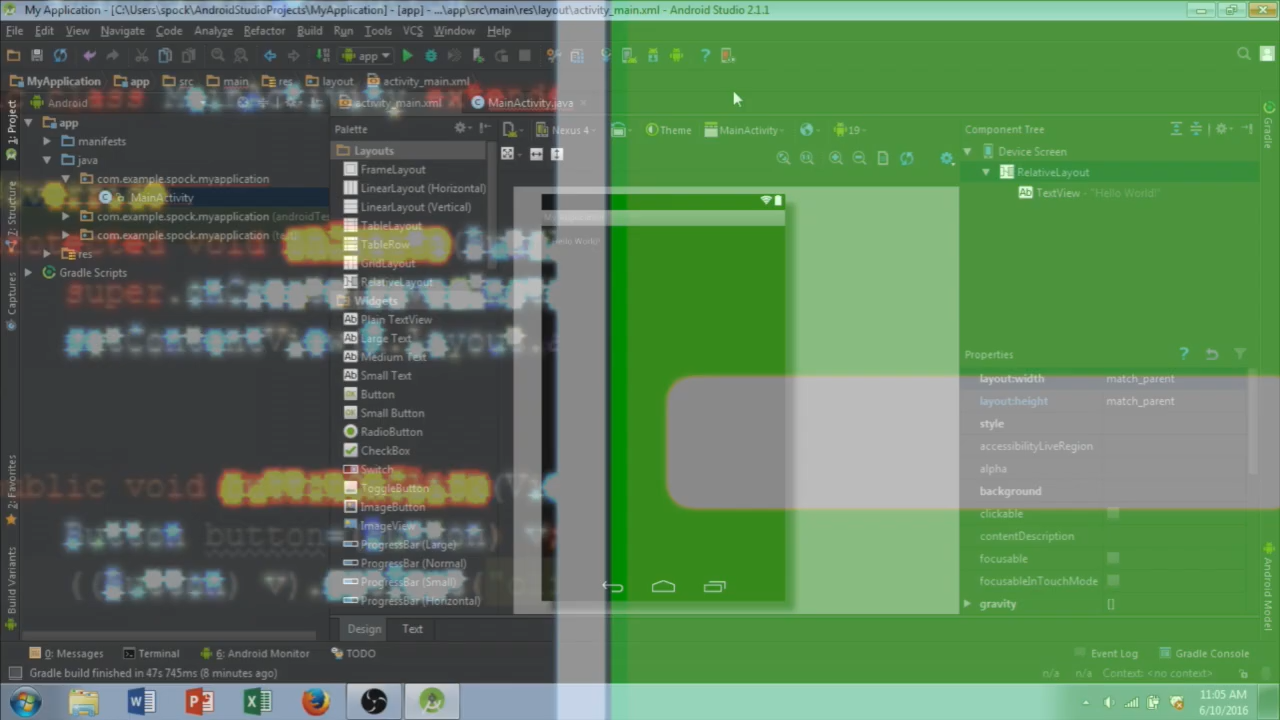 My Application - [C:\Users\spock\AndroidStudioProjects\MyApplication] - [app] - ...\app\src\main\res\layout\activity_main.xml - Android Studio 2.1.1
File Edit View Navigate Code Analyze Refactor Build Run Tools VCS Window Help
app
MyApplication app src main res layout activity_main.xml
class extends
Android activity_main.xml MainActivity.java
1: Project
7: Structure
Captures
2: Favorites
Build Variants
app
manifests
java
com.example.spock.myapplication
MainActivity
com.example.spock.myapplication
com.example.spock.myapplication
res
Gradle Scripts
void
super.
public void
Button button
Palette
Layouts
FrameLayout
LinearLayout (Horizontal)
LinearLayout (Vertical)
TableLayout
TableRow
GridLayout
RelativeLayout
Widgets
Plain TextView
Large Text
Medium Text
Small Text
Button
Small Button
RadioButton
CheckBox
Switch
ToggleButton
ImageButton
ImageView
ProgressBar (Large)
ProgressBar (Normal)
ProgressBar (Small)
ProgressBar (Horizontal)
Design Text
Nexus 4 Theme MainActivity 19
My Application
Hello World!
Component Tree
Device Screen
RelativeLayout
TextView - "Hello World!"
Properties
layout:width match_parent
layout:height match_parent
style
accessibilityLiveRegion
alpha
background
clickable
contentDescription
focusable
focusableInTouchMode
gravity []
Gradle
Android Model
0: Messages Terminal 6: Android Monitor TODO Event Log Gradle Console
Gradle build finished in 47s 745ms (8 minutes ago) n/a n/a Context: <no context>
11:05 AM
6/10/2016